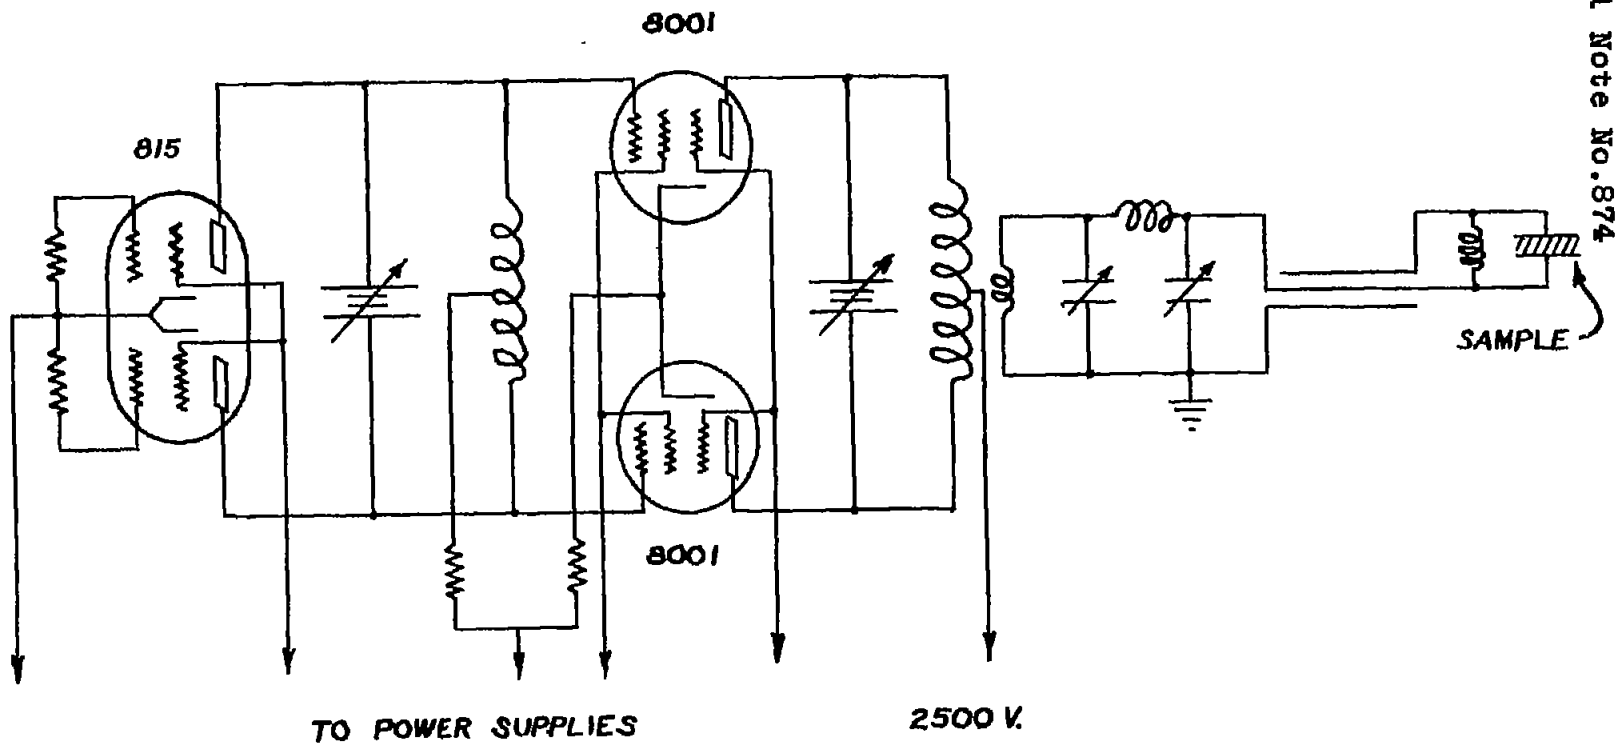 8001
l Note No.874
815
SAMPLE
8001
TO POWER SUPPLIES
2500 V.